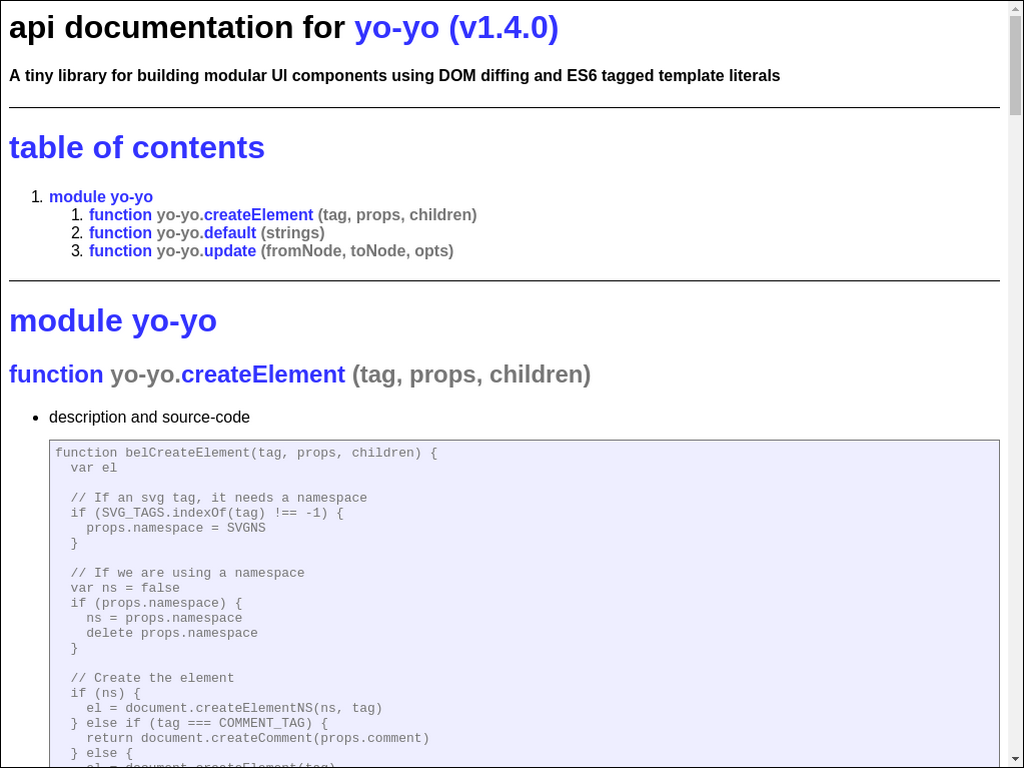 api documentation for yo-yo (v1.4.0)
A tiny library for building modular UI components using DOM diffing and ES6 tagged template literals
table of contents
1. module yo-yo
1. function yo-yo.createElement (tag, props, children)
2. function yo-yo.default (strings)
3. function yo-yo.update (fromNode, toNode, opts)
module yo-yo
function yo-yo.createElement (tag, props, children)
• description and source-code
function belCreateElement(tag, props, children) {
  var el
  // If an svg tag, it needs a namespace
  if (SVG_TAGS.indexOf(tag) !== -1) {
    props.namespace = SVGNS
  }
  // If we are using a namespace
  var ns = false
  if (props.namespace) {
    ns = props.namespace
    delete props.namespace
  }
  // Create the element
  if (ns) {
    el = document.createElementNS(ns, tag)
  } else if (tag === COMMENT_TAG) {
    return document.createComment(props.comment)
  } else {
    el = document.createElement(tag)